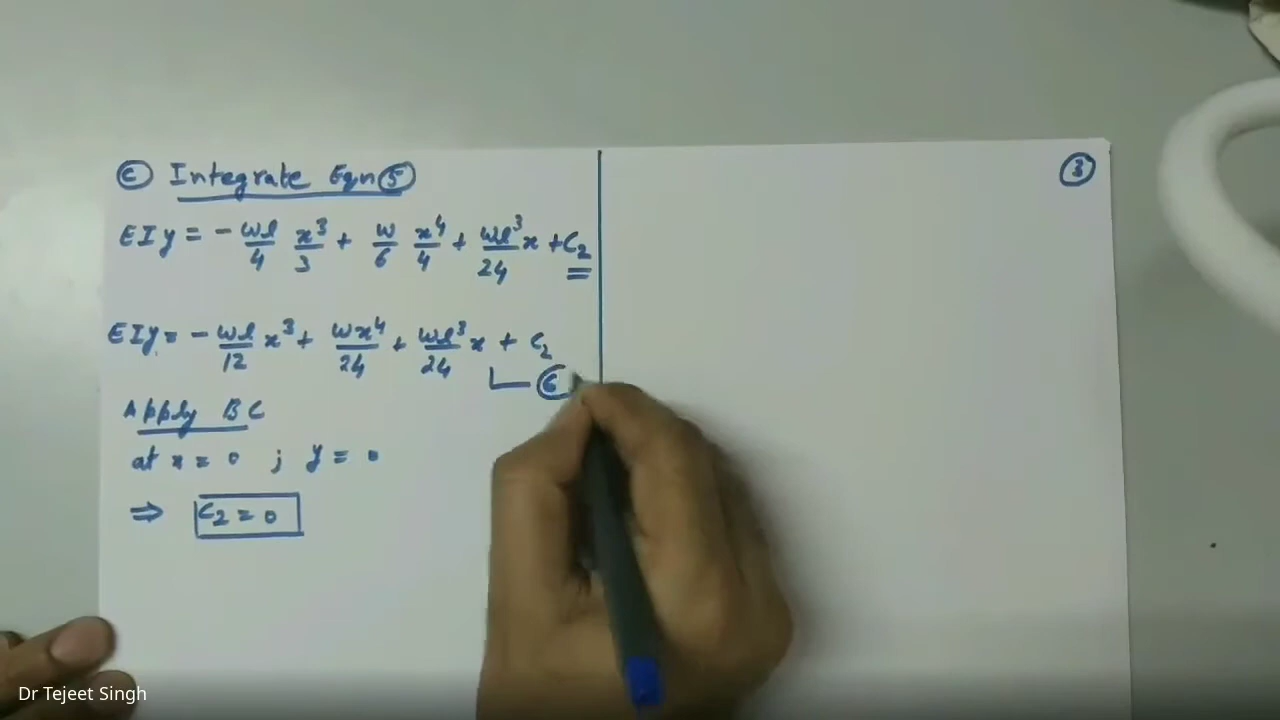 C Integrate Eqn 5
3
EIy = - wl/4 x³/3 + w/6 x⁴/4 + wl³/24 x + C₂
EIy = - wl/12 x³ + wx⁴/24 + wl³/24 x + C₂
6
Apply BC
at x = 0 ; y = 0
⇒ C₂ = 0
Dr Tejeet Singh